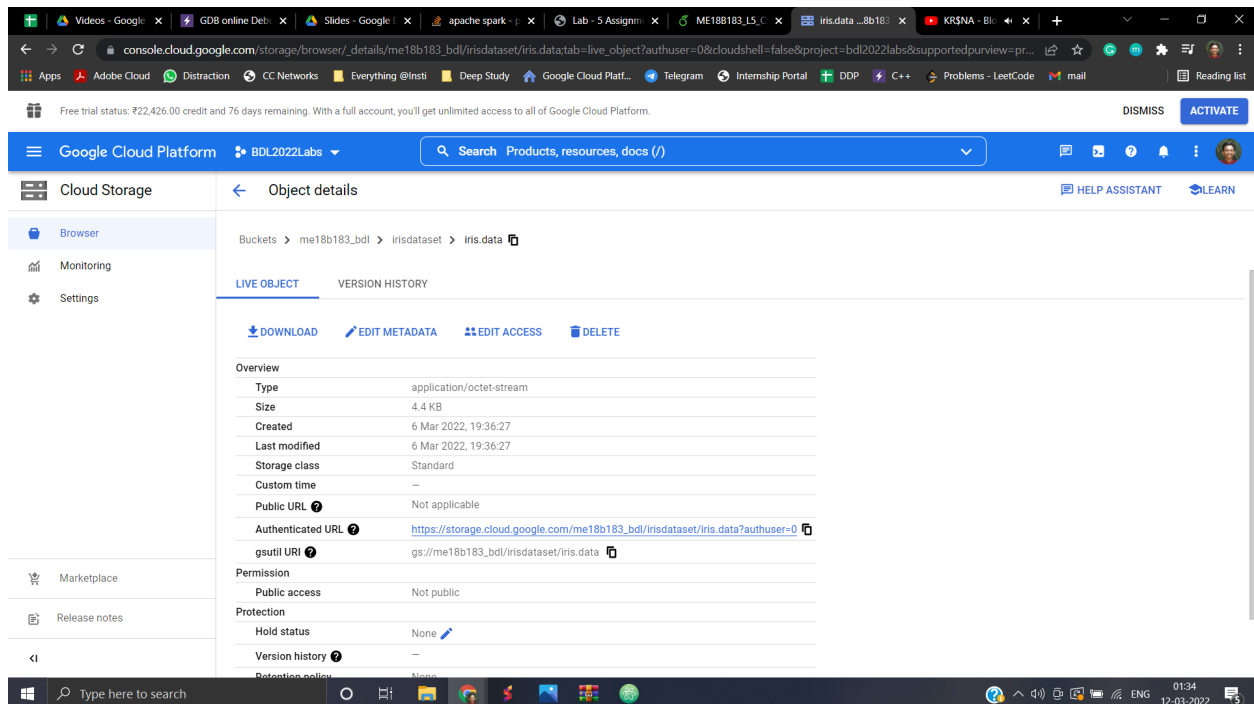 Videos - Google
GDB online Debu
Slides - Google D
apache spark - p
Lab - 5 Assignm
ME18B183_L5_C
iris.data ...8b183
KR$NA - Blo
console.cloud.google.com/storage/browser/_details/me18b183_bdl/irisdataset/iris.data;tab=live_object?authuser=0&cloudshell=false&project=bdl2022labs&supportedpurview=pr...
Apps Adobe Cloud Distraction CC Networks Everything @Insti Deep Study Google Cloud Platf... Telegram Internship Portal DDP C++ Problems - LeetCode mail Reading list
Free trial status: ₹22,426.00 credit and 76 days remaining. With a full account, you'll get unlimited access to all of Google Cloud Platform. DISMISS ACTIVATE
Google Cloud Platform BDL2022Labs Search Products, resources, docs (/)
Cloud Storage
Object details
HELP ASSISTANT LEARN
Browser
Monitoring
Settings
Marketplace
Release notes
Buckets > me18b183_bdl > irisdataset > iris.data
LIVE OBJECT VERSION HISTORY
DOWNLOAD EDIT METADATA EDIT ACCESS DELETE
Overview
Type application/octet-stream
Size 4.4 KB
Created 6 Mar 2022, 19:36:27
Last modified 6 Mar 2022, 19:36:27
Storage class Standard
Custom time —
Public URL Not applicable
Authenticated URL https://storage.cloud.google.com/me18b183_bdl/irisdataset/iris.data?authuser=0
gsutil URI gs://me18b183_bdl/irisdataset/iris.data
Permission
Public access Not public
Protection
Hold status None
Version history —
Retention policy None
Type here to search
ENG
01:34
12-03-2022
5